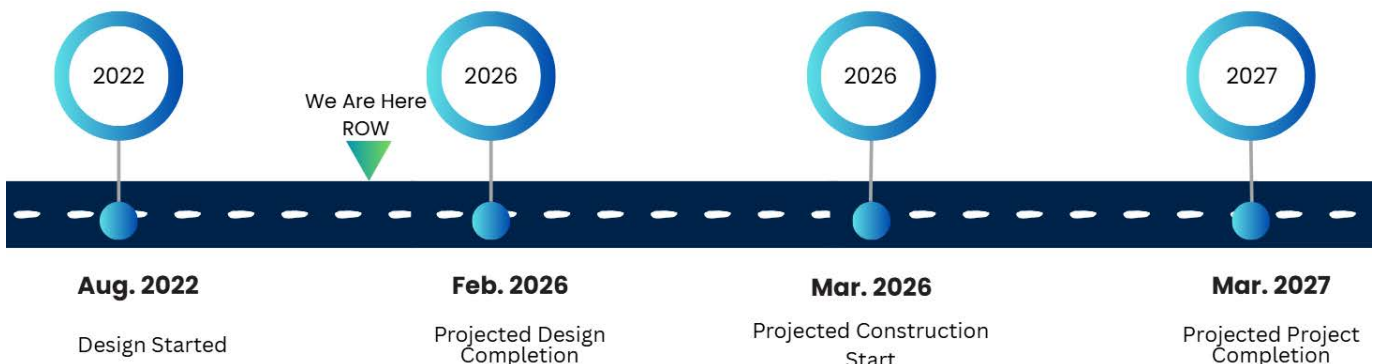 2022
We Are Here
ROW
2026
2026
2027
Aug. 2022
Design Started
Feb. 2026
Projected Design
Completion
Mar. 2026
Projected Construction
Start
Mar. 2027
Projected Project
Completion